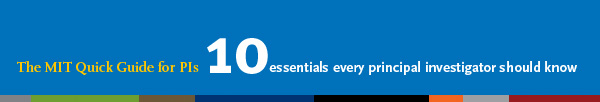 The MIT Quick Guide for PIs 10 essentials every principal investigator should know